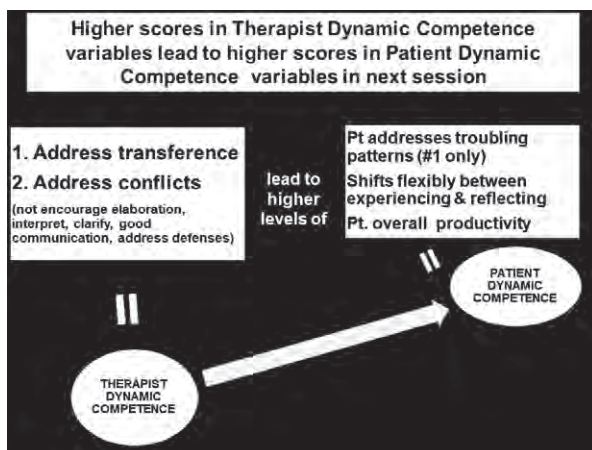 Higher scores in Therapist Dynamic Competence
variables lead to higher scores in Patient Dynamic
Competence variables in next session
1. Address transference
2. Address conflicts
(not encourage elaboration,
interpret, clarify, good
communication, address defenses)
lead to
higher
levels of
Pt addresses troubling
patterns (#1 only)
Shifts flexibly between
experiencing & reflecting
Pt. overall productivity
PATIENT
DYNAMIC
COMPETENCE
THERAPIST
DYNAMIC
COMPETENCE